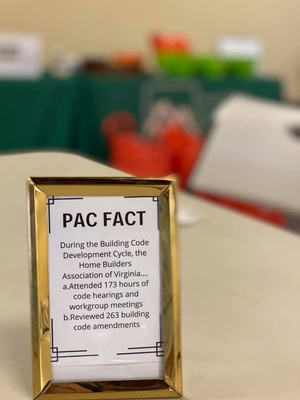 PAC FACT
During the Building Code
Development Cycle, the
Home Builders
Association of Virginia....
a.Attended 173 hours of
code hearings and
workgroup meetings
b.Reviewed 263 building
code amendments